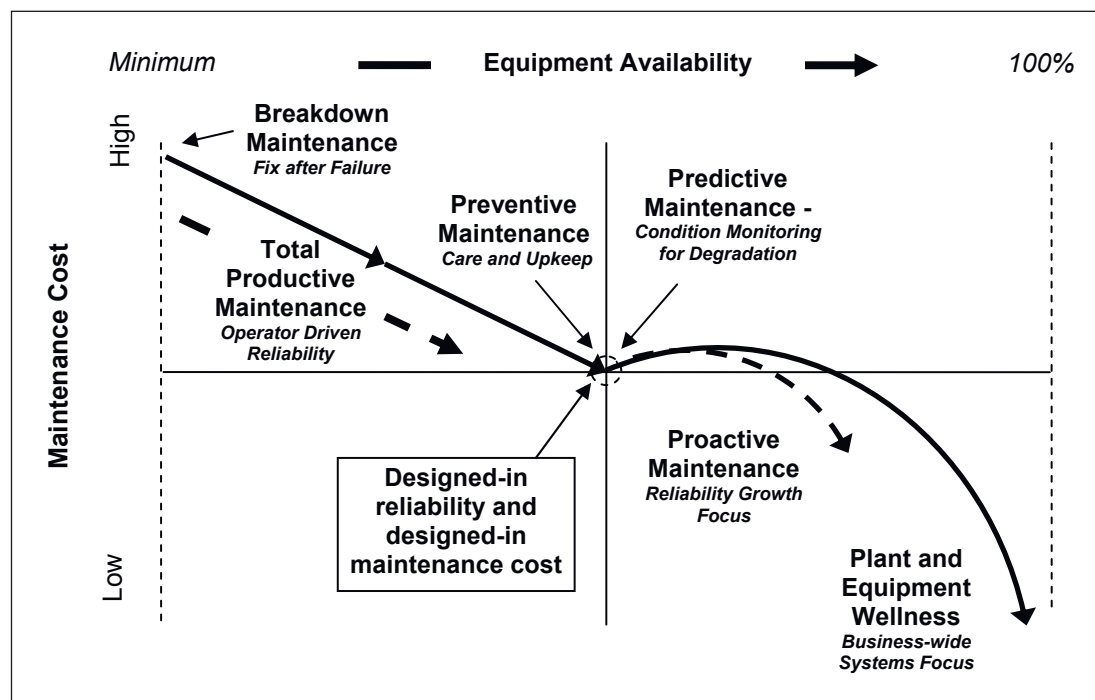 Minimum
Equipment Availability
100%
High
Breakdown
Maintenance
Fix after Failure
Total
Productive
Maintenance
Operator Driven
Reliability
Preventive
Maintenance
Care and Upkeep
Predictive
Maintenance -
Condition Monitoring
for Degradation
Maintenance Cost
Designed-in
reliability and
designed-in
maintenance cost
Proactive
Maintenance
Reliability Growth
Focus
Low
Plant and
Equipment
Wellness
Business-wide
Systems Focus